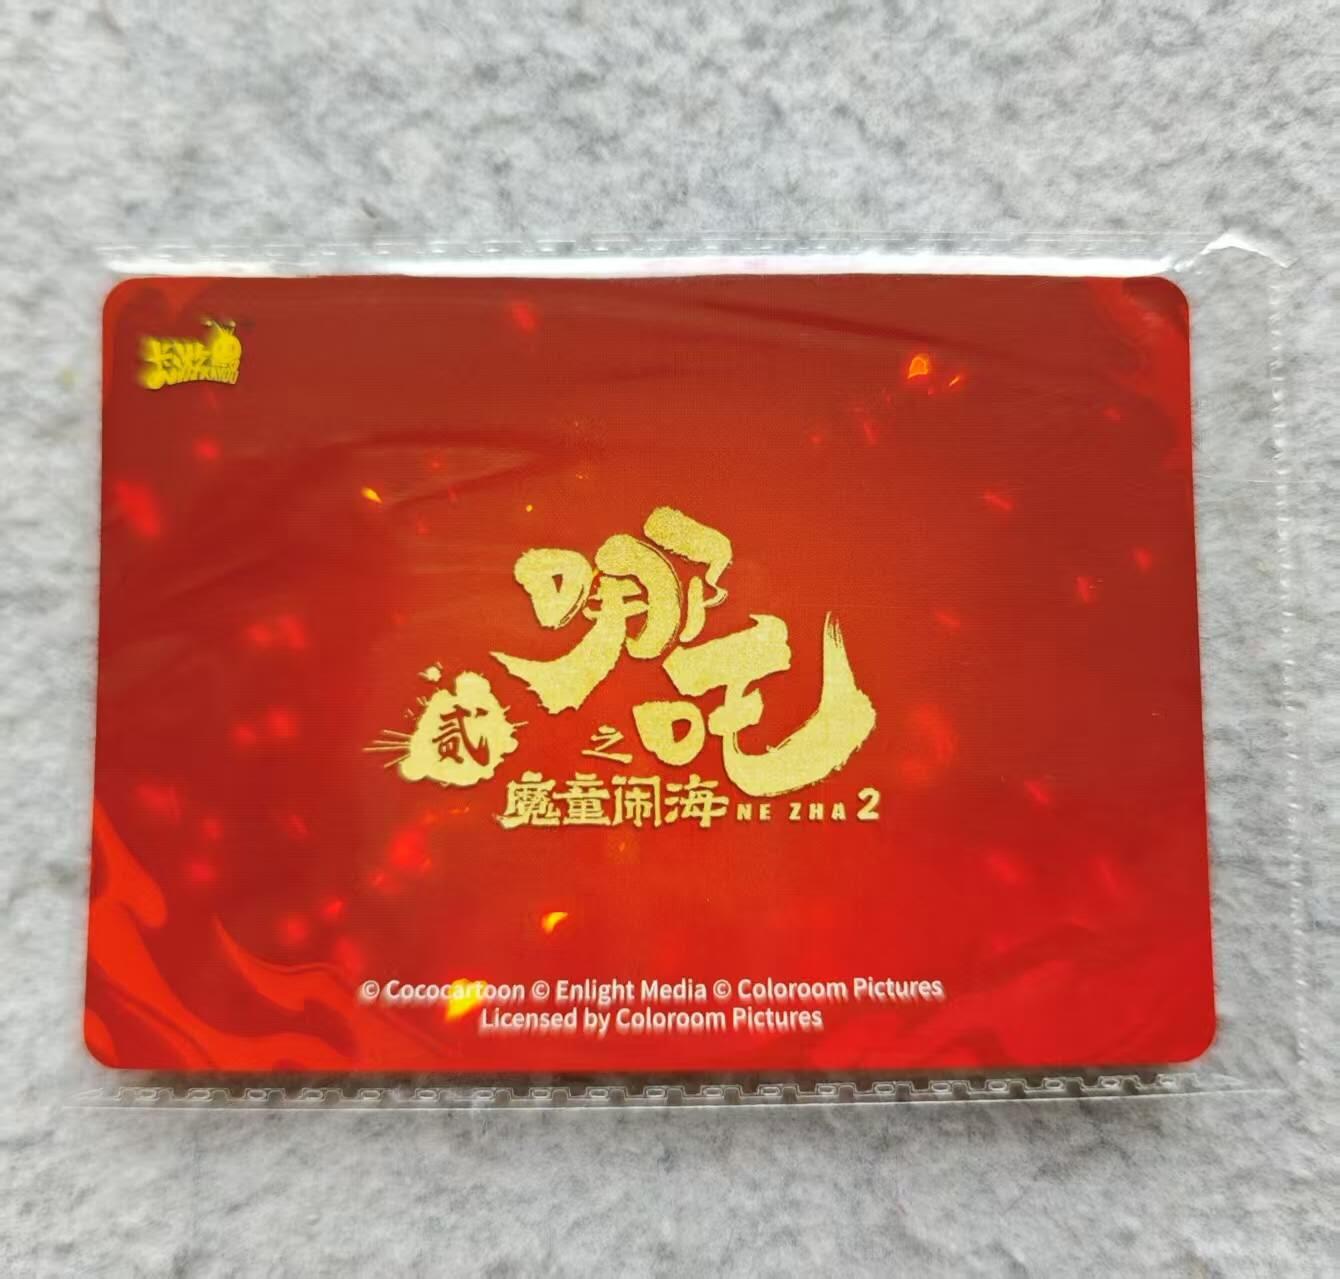 卡游
KAYOU
哪吒
贰
之
魔童闹海 NE ZHA 2
© Cococartoon © Enlight Media © Coloroom Pictures
Licensed by Coloroom Pictures